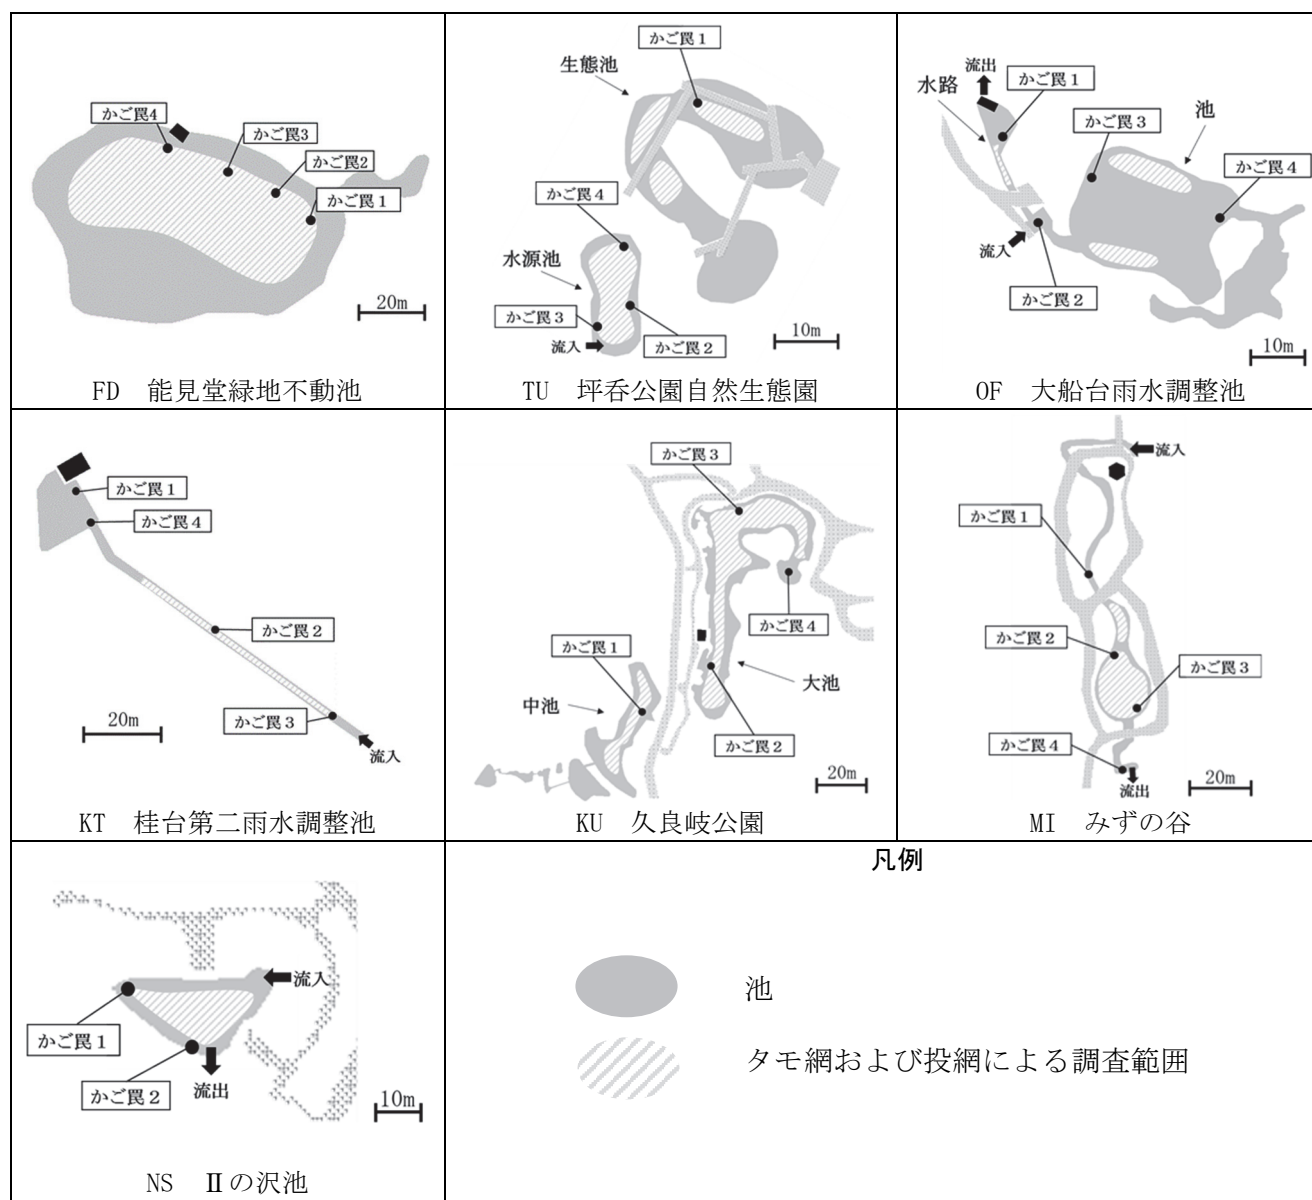 かご罠4
かご罠3
かご罠2
かご罠1
20m
FD 能見堂緑地不動池
かご罠1
生態池
かご罠4
水源池
かご罠3
流入
かご罠2
10m
TU 坪呑公園自然生態園
流出
かご罠1
水路
かご罠3
池
かご罠4
流入
かご罠2
10m
OF 大船台雨水調整池
かご罠1
かご罠4
かご罠2
かご罠3
20m
流入
KT 桂台第二雨水調整池
かご罠3
かご罠4
かご罠1
大池
中池
かご罠2
20m
KU 久良岐公園
流入
かご罠1
かご罠2
かご罠3
かご罠4
流出
20m
MI みずの谷
流入
かご罠1
かご罠2
流出
10m
NS Ⅱの沢池
凡例
池
タモ網および投網による調査範囲